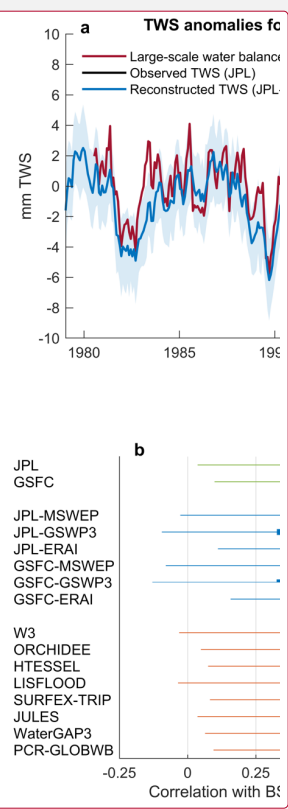 a
TWS anomalies fo
Large-scale water balance
Observed TWS (JPL)
Reconstructed TWS (JPL-
mm TWS
10
8
6
4
2
0
-2
-4
-6
-8
-10
1980 1985 199
b
JPL
GSFC
JPL-MSWEP
JPL-GSWP3
JPL-ERAI
GSFC-MSWEP
GSFC-GSWP3
GSFC-ERAI
W3
ORCHIDEE
HTESSEL
LISFLOOD
SURFEX-TRIP
JULES
WaterGAP3
PCR-GLOBWB
-0.25 0 0.25
Correlation with BS